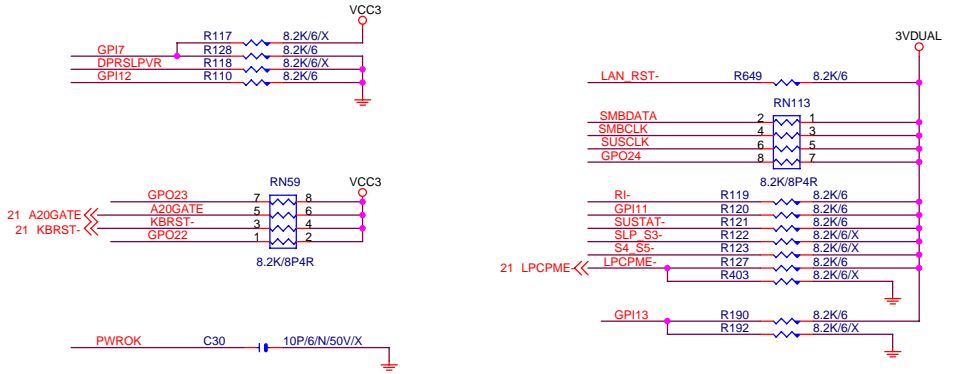 VCC3
R117 8.2K/6/X
GPI7 R128 8.2K/6
DPRSLPVR R118 8.2K/6/X
GPI12 R110 8.2K/6
RN59 VCC3
GPO23 7 8
21 A20GATE A20GATE 5 6
21 KBRST- KBRST- 3 4
GPO22 1 2
8.2K/8P4R
PWROK C30 10P/6/N/50V/X
3VDUAL
LAN_RST- R649 8.2K/6
RN113
SMBDATA 2 1
SMBCLK 4 3
SUSCLK 6 5
GPO24 8 7
8.2K/8P4R
RI- R119 8.2K/6
GPI11 R120 8.2K/6
SUSTAT- R121 8.2K/6
SLP_S3- R122 8.2K/6/X
S4_S5- R123 8.2K/6/X
21 LPCPME- LPCPME- R127 8.2K/6
R403 8.2K/6/X
GPI13 R190 8.2K/6
R192 8.2K/6/X